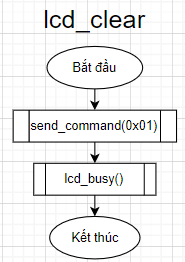 lcd_clear
Bắt đầu
send_command(0x01)
lcd_busy()
Kết thúc